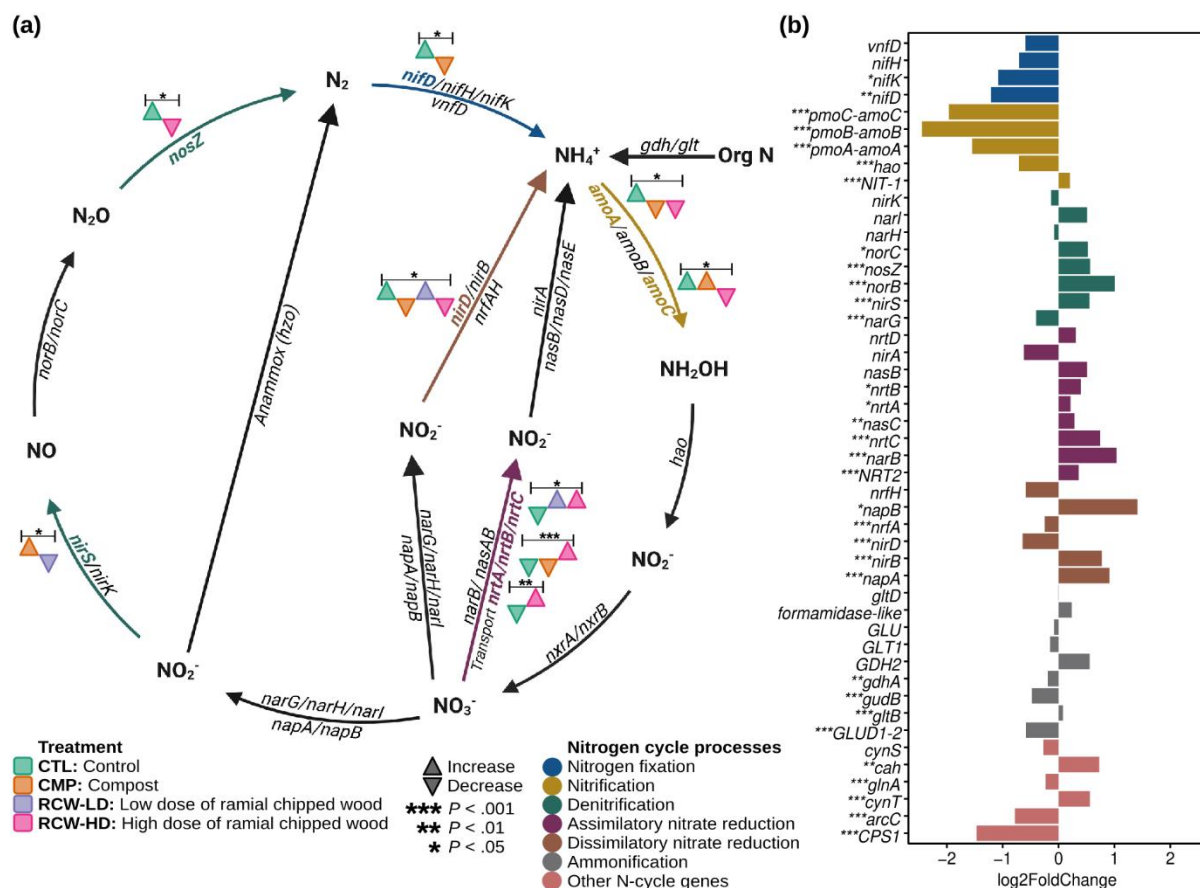 (a)
N₂
*
*
nifD/nifH/nifK
vnfD
nosZ
NH₄⁺
gdh/glt
Org N
*
N₂O
amoA/amoB/amoC
*
*
nirD/nirB
nrfAH
nirA
nasB/nasD/nasE
norB/norC
Anammox (hzo)
NH₂OH
NO
NO₂⁻
NO₂⁻
hao
*
*
***
**
nirS/nirK
narG/narH/narI
napA/napB
narB/ nasAB
Transport nrtA/nrtB/nrtC
NO₂⁻
nxrA/nxrB
NO₂⁻
NO₃⁻
narG/narH/narI
napA/napB
Treatment
CTL: Control
CMP: Compost
RCW-LD: Low dose of ramial chipped wood
RCW-HD: High dose of ramial chipped wood
Increase
Decrease
*** P < .001
** P < .01
* P < .05
Nitrogen cycle processes
Nitrogen fixation
Nitrification
Denitrification
Assimilatory nitrate reduction
Dissimilatory nitrate reduction
Ammonification
Other N-cycle genes
(b)
vnfD
nifH
*nifK
**nifD
***pmoC-amoC
***pmoB-amoB
***pmoA-amoA
***hao
***NIT-1
nirK
narI
narH
*norC
***nosZ
***norB
***nirS
***narG
nrtD
nirA
nasB
*nrtB
*nrtA
**nasC
***nrtC
***narB
***NRT2
nrfH
*napB
***nrfA
***nirD
***nirB
***napA
gltD
formamidase-like
GLU
GLT1
GDH2
**gdhA
***gudB
***gltB
***GLUD1-2
cynS
**cah
***glnA
***cynT
***arcC
***CPS1
−2 −1 0 1 2
log2FoldChange